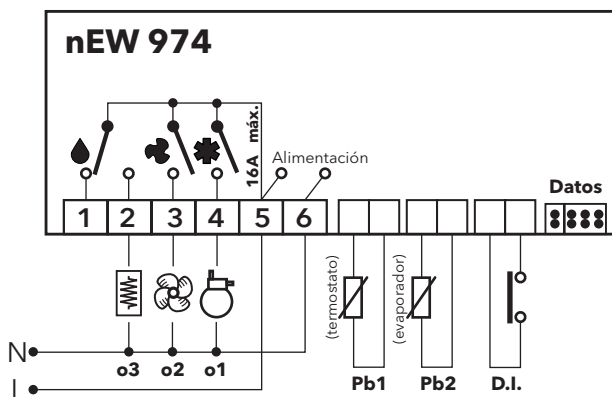 nEW 974
16A máx.
Alimentación
Datos
1 2 3 4 5 6
(termostato)
(evaporador)
N
o3 o2 o1
Pb1 Pb2 D.I.
L